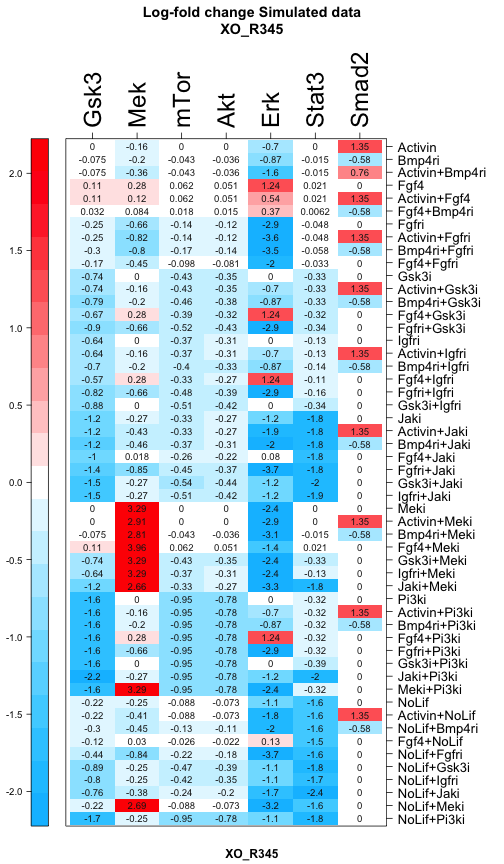 Log-fold change Simulated data
XO_R345
Gsk3 Mek mTor Akt Erk Stat3 Smad2
2.0
1.5
1.0
0.5
0.0
-0.5
-1.0
-1.5
-2.0
0 -0.16 0 0 -0.7 0 1.35 Activin
-0.075 -0.2 -0.043 -0.036 -0.87 -0.015 -0.58 Bmp4ri
-0.075 -0.36 -0.043 -0.036 -1.6 -0.015 0.76 Activin+Bmp4ri
0.11 0.28 0.062 0.051 1.24 0.021 0 Fgf4
0.11 0.12 0.062 0.051 0.54 0.021 1.35 Activin+Fgf4
0.032 0.084 0.018 0.015 0.37 0.0062 -0.58 Fgf4+Bmp4ri
-0.25 -0.66 -0.14 -0.12 -2.9 -0.048 0 Fgfri
-0.25 -0.82 -0.14 -0.12 -3.6 -0.048 1.35 Activin+Fgfri
-0.3 -0.8 -0.17 -0.14 -3.5 -0.058 -0.58 Bmp4ri+Fgfri
-0.17 -0.45 -0.098 -0.081 -2 -0.033 0 Fgf4+Fgfri
-0.74 0 -0.43 -0.35 0 -0.33 0 Gsk3i
-0.74 -0.16 -0.43 -0.35 -0.7 -0.33 1.35 Activin+Gsk3i
-0.79 -0.2 -0.46 -0.38 -0.87 -0.33 -0.58 Bmp4ri+Gsk3i
-0.67 0.28 -0.39 -0.32 1.24 -0.32 0 Fgf4+Gsk3i
-0.9 -0.66 -0.52 -0.43 -2.9 -0.34 0 Fgfri+Gsk3i
-0.64 0 -0.37 -0.31 0 -0.13 0 Igfri
-0.64 -0.16 -0.37 -0.31 -0.7 -0.13 1.35 Activin+Igfri
-0.7 -0.2 -0.4 -0.33 -0.87 -0.14 -0.58 Bmp4ri+Igfri
-0.57 0.28 -0.33 -0.27 1.24 -0.11 0 Fgf4+Igfri
-0.82 -0.66 -0.48 -0.39 -2.9 -0.16 0 Fgfri+Igfri
-0.88 0 -0.51 -0.42 0 -0.34 0 Gsk3i+Igfri
-1.2 -0.27 -0.33 -0.27 -1.2 -1.8 0 Jaki
-1.2 -0.43 -0.33 -0.27 -1.9 -1.8 1.35 Activin+Jaki
-1.2 -0.46 -0.37 -0.31 -2 -1.8 -0.58 Bmp4ri+Jaki
-1 0.018 -0.26 -0.22 0.08 -1.8 0 Fgf4+Jaki
-1.4 -0.85 -0.45 -0.37 -3.7 -1.8 0 Fgfri+Jaki
-1.5 -0.27 -0.54 -0.44 -1.2 -2 0 Gsk3i+Jaki
-1.5 -0.27 -0.51 -0.42 -1.2 -1.9 0 Igfri+Jaki
0 3.29 0 0 -2.4 0 0 Meki
0 2.91 0 0 -2.9 0 1.35 Activin+Meki
-0.075 2.81 -0.043 -0.036 -3.1 -0.015 -0.58 Bmp4ri+Meki
0.11 3.96 0.062 0.051 -1.4 0.021 0 Fgf4+Meki
-0.74 3.29 -0.43 -0.35 -2.4 -0.33 0 Gsk3i+Meki
-0.64 3.29 -0.37 -0.31 -2.4 -0.13 0 Igfri+Meki
-1.2 2.66 -0.33 -0.27 -3.3 -1.8 0 Jaki+Meki
-1.6 0 -0.95 -0.78 0 -0.32 0 Pi3ki
-1.6 -0.16 -0.95 -0.78 -0.7 -0.32 1.35 Activin+Pi3ki
-1.6 -0.2 -0.95 -0.78 -0.87 -0.32 -0.58 Bmp4ri+Pi3ki
-1.6 0.28 -0.95 -0.78 1.24 -0.32 0 Fgf4+Pi3ki
-1.6 -0.66 -0.95 -0.78 -2.9 -0.32 0 Fgfri+Pi3ki
-1.6 0 -0.95 -0.78 0 -0.39 0 Gsk3i+Pi3ki
-2.2 -0.27 -0.95 -0.78 -1.2 -2 0 Jaki+Pi3ki
-1.6 3.29 -0.95 -0.78 -2.4 -0.32 0 Meki+Pi3ki
-0.22 -0.25 -0.088 -0.073 -1.1 -1.6 0 NoLif
-0.22 -0.41 -0.088 -0.073 -1.8 -1.6 1.35 Activin+NoLif
-0.3 -0.45 -0.13 -0.11 -2 -1.6 -0.58 NoLif+Bmp4ri
-0.12 0.03 -0.026 -0.022 0.13 -1.5 0 Fgf4+NoLif
-0.44 -0.84 -0.22 -0.18 -3.7 -1.6 0 NoLif+Fgfri
-0.89 -0.25 -0.47 -0.39 -1.1 -1.8 0 NoLif+Gsk3i
-0.8 -0.25 -0.42 -0.35 -1.1 -1.7 0 NoLif+Igfri
-0.76 -0.38 -0.24 -0.2 -1.7 -2.4 0 NoLif+Jaki
-0.22 2.69 -0.088 -0.073 -3.2 -1.6 0 NoLif+Meki
-1.7 -0.25 -0.95 -0.78 -1.1 -1.8 0 NoLif+Pi3ki
XO_R345